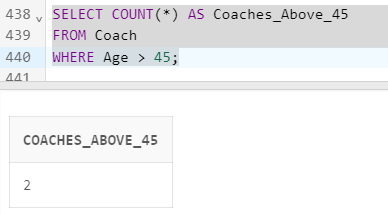 438 SELECT COUNT(*) AS Coaches_Above_45
439 FROM Coach
440 WHERE Age > 45;
441
COACHES_ABOVE_45
2